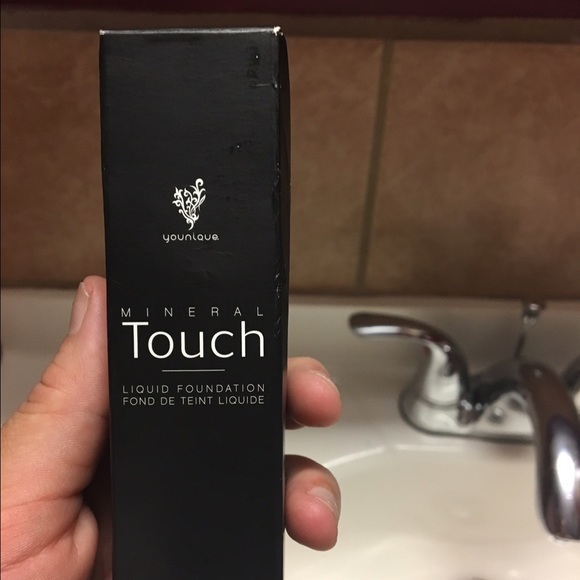 younique
MINERAL
Touch
LIQUID FOUNDATION
FOND DE TEINT LIQUIDE